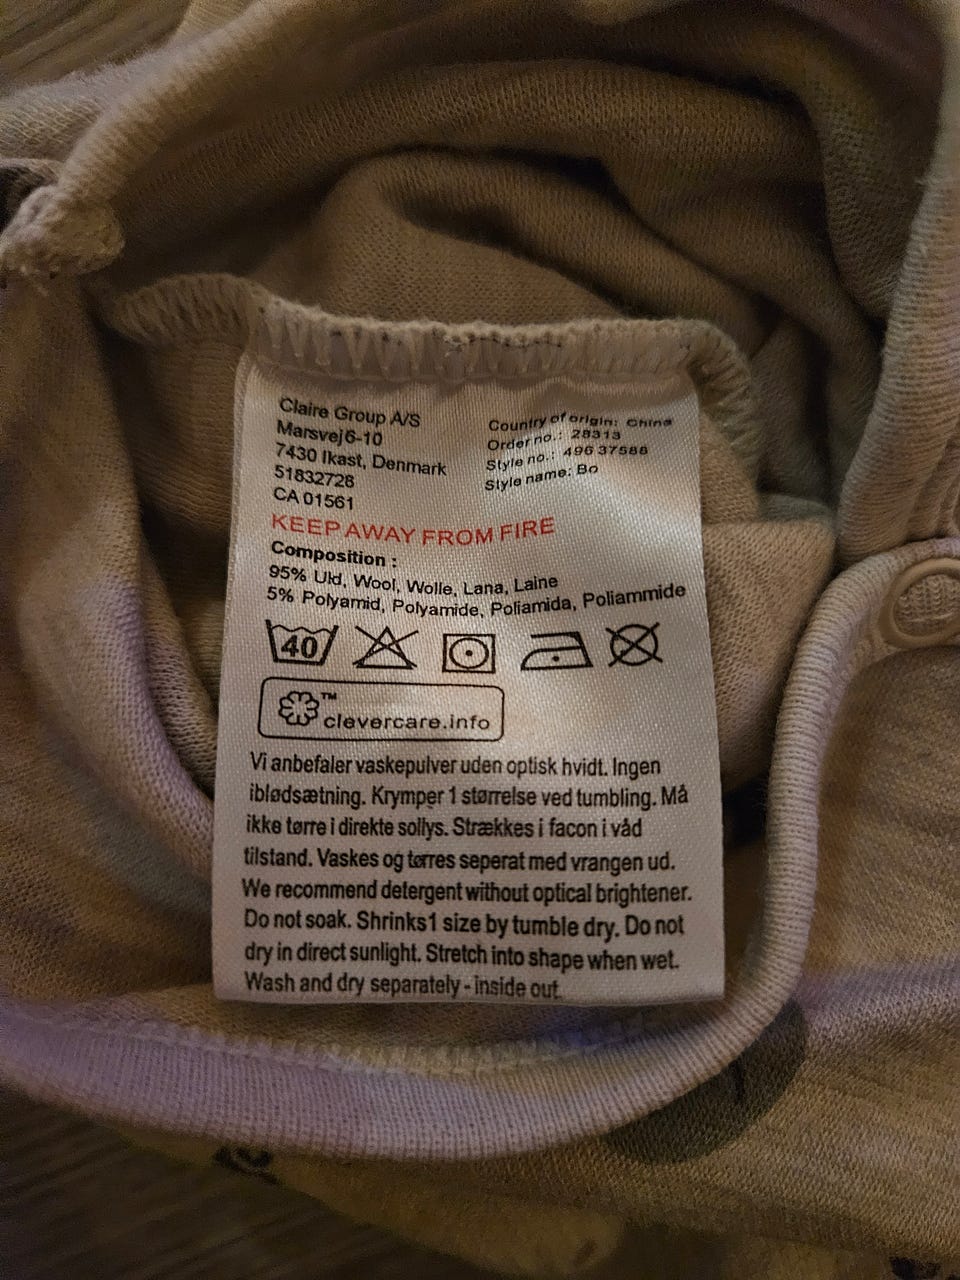 Claire Group A/S
Marsvej 6-10
7430 Ikast, Denmark
51832728
CA 01561
Country of origin: China
Order no.: 28313
Style no.: 496 37588
Style name: Bo
KEEP AWAY FROM FIRE
Composition :
95% Uld, Wool, Wolle, Lana, Laine
5% Polyamid, Polyamide, Poliamida, Poliammide
40
™
clevercare.info
Vi anbefaler vaskepulver uden optisk hvidt. Ingen
iblødsætning. Krymper 1 størrelse ved tumbling. Må
ikke tørre i direkte sollys. Strækkes i facon i våd
tilstand. Vaskes og tørres seperat med vrangen ud.
We recommend detergent without optical brightener.
Do not soak. Shrinks1 size by tumble dry. Do not
dry in direct sunlight. Stretch into shape when wet.
Wash and dry separately - inside out.